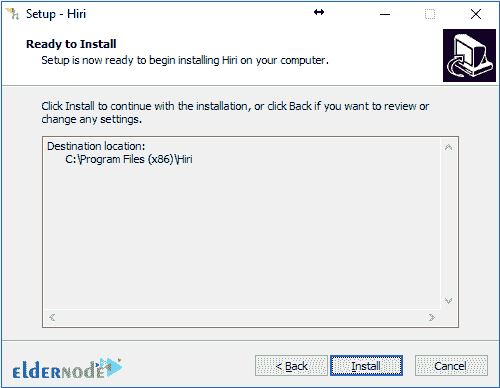 Setup - Hiri
Ready to Install
Setup is now ready to begin installing Hiri on your computer.
Click Install to continue with the installation, or click Back if you want to review or
change any settings.
Destination location:
C:\Program Files (x86)\Hiri
eldernode
< Back
Install
Cancel